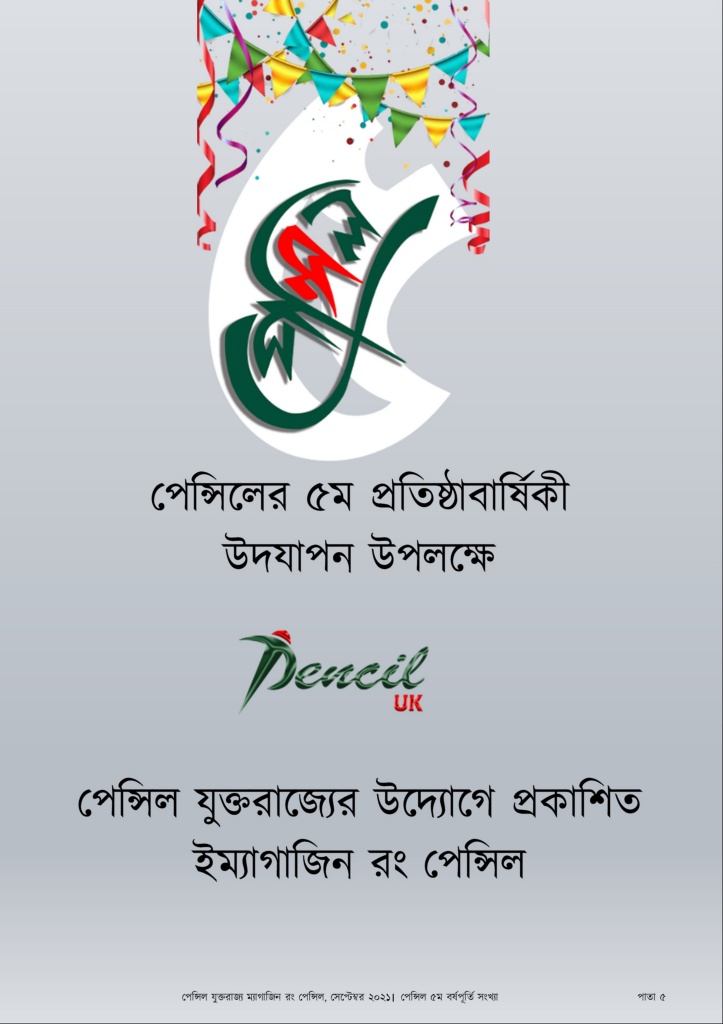 পেন্সিল
পেন্সিলের ৫ম প্রতিষ্ঠাবার্ষিকী
উদযাপন উপলক্ষে
Pencil
UK
পেন্সিল যুক্তরাজ্যের উদ্যোগে প্রকাশিত
ইম্যাগাজিন রং পেন্সিল
পেন্সিল যুক্তরাজ্য ম্যাগাজিন রং পেন্সিল, সেপ্টেম্বর ২০২১। পেন্সিল ৫ম বর্ষপূর্তি সংখ্যা পাতা ৫